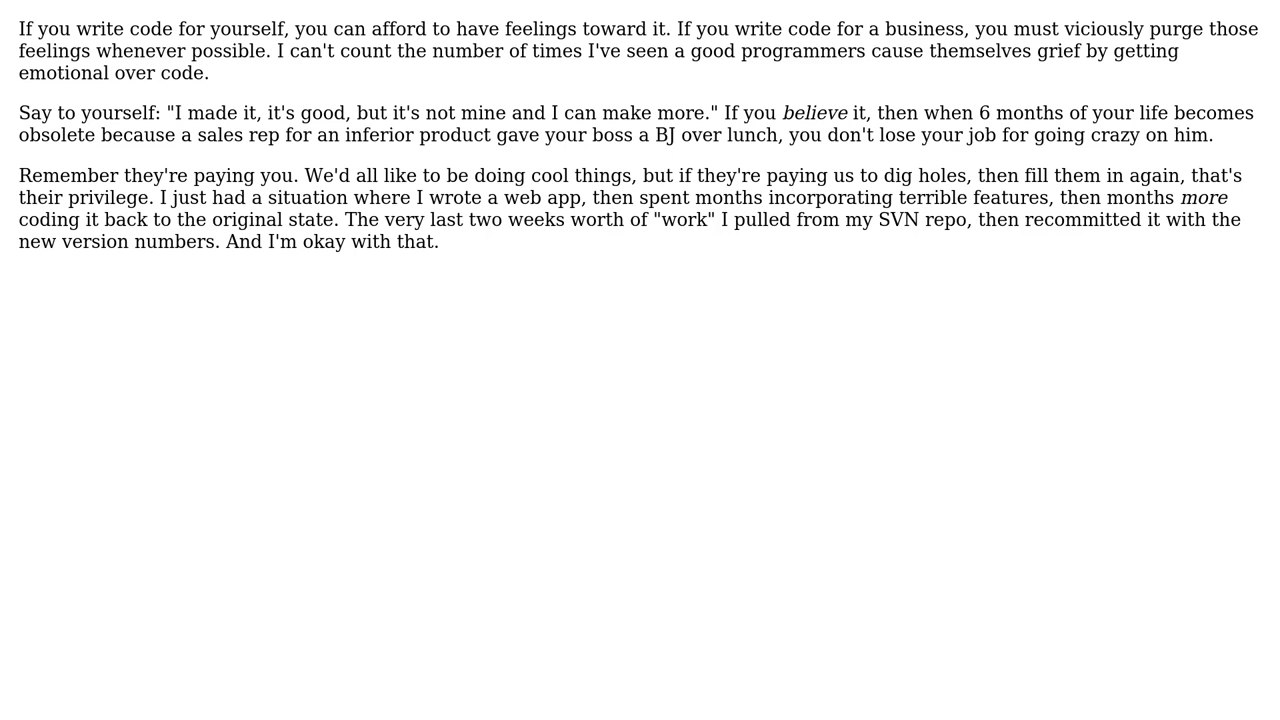 If you write code for yourself, you can afford to have feelings toward it. If you write code for a business, you must viciously purge those
feelings whenever possible. I can't count the number of times I've seen a good programmers cause themselves grief by getting
emotional over code.
Say to yourself: "I made it, it's good, but it's not mine and I can make more." If you believe it, then when 6 months of your life becomes
obsolete because a sales rep for an inferior product gave your boss a BJ over lunch, you don't lose your job for going crazy on him.
Remember they're paying you. We'd all like to be doing cool things, but if they're paying us to dig holes, then fill them in again, that's
their privilege. I just had a situation where I wrote a web app, then spent months incorporating terrible features, then months more
coding it back to the original state. The very last two weeks worth of "work" I pulled from my SVN repo, then recommitted it with the
new version numbers. And I'm okay with that.